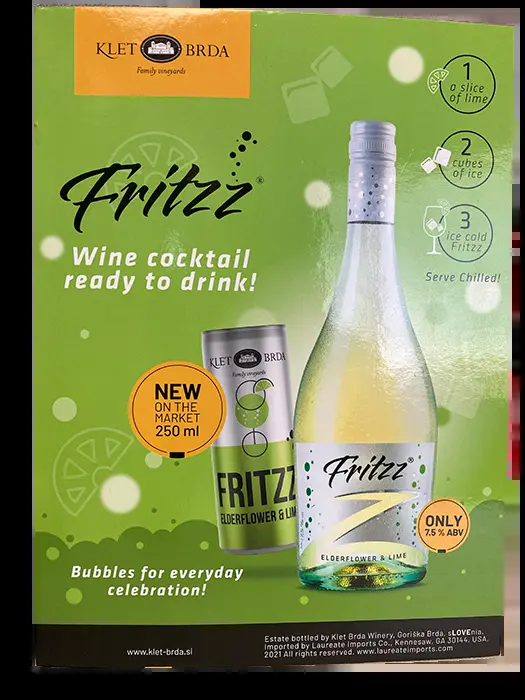 KLET BRDA
Family vineyards
1
a slice
of lime
2
cubes
of ice
3
ice cold
Fritzz
Serve Chilled!
Fritzz®
Wine cocktail
ready to drink!
KLET BRDA
Family vineyards
FRITZZ
ELDERFLOWER & LIM
NEW
ON THE
MARKET
250 ml
Fritzz®
ELDERFLOWER & LIME
ONLY
7.5 % ABV
Bubbles for everyday
celebration!
www.klet-brda.si
Estate bottled by Klet Brda Winery, Goriška Brda, sLOVEnia.
Imported by Laureate Imports Co., Kennesaw, GA 30144, USA.
2021 All rights reserved. www.laureateimports.com